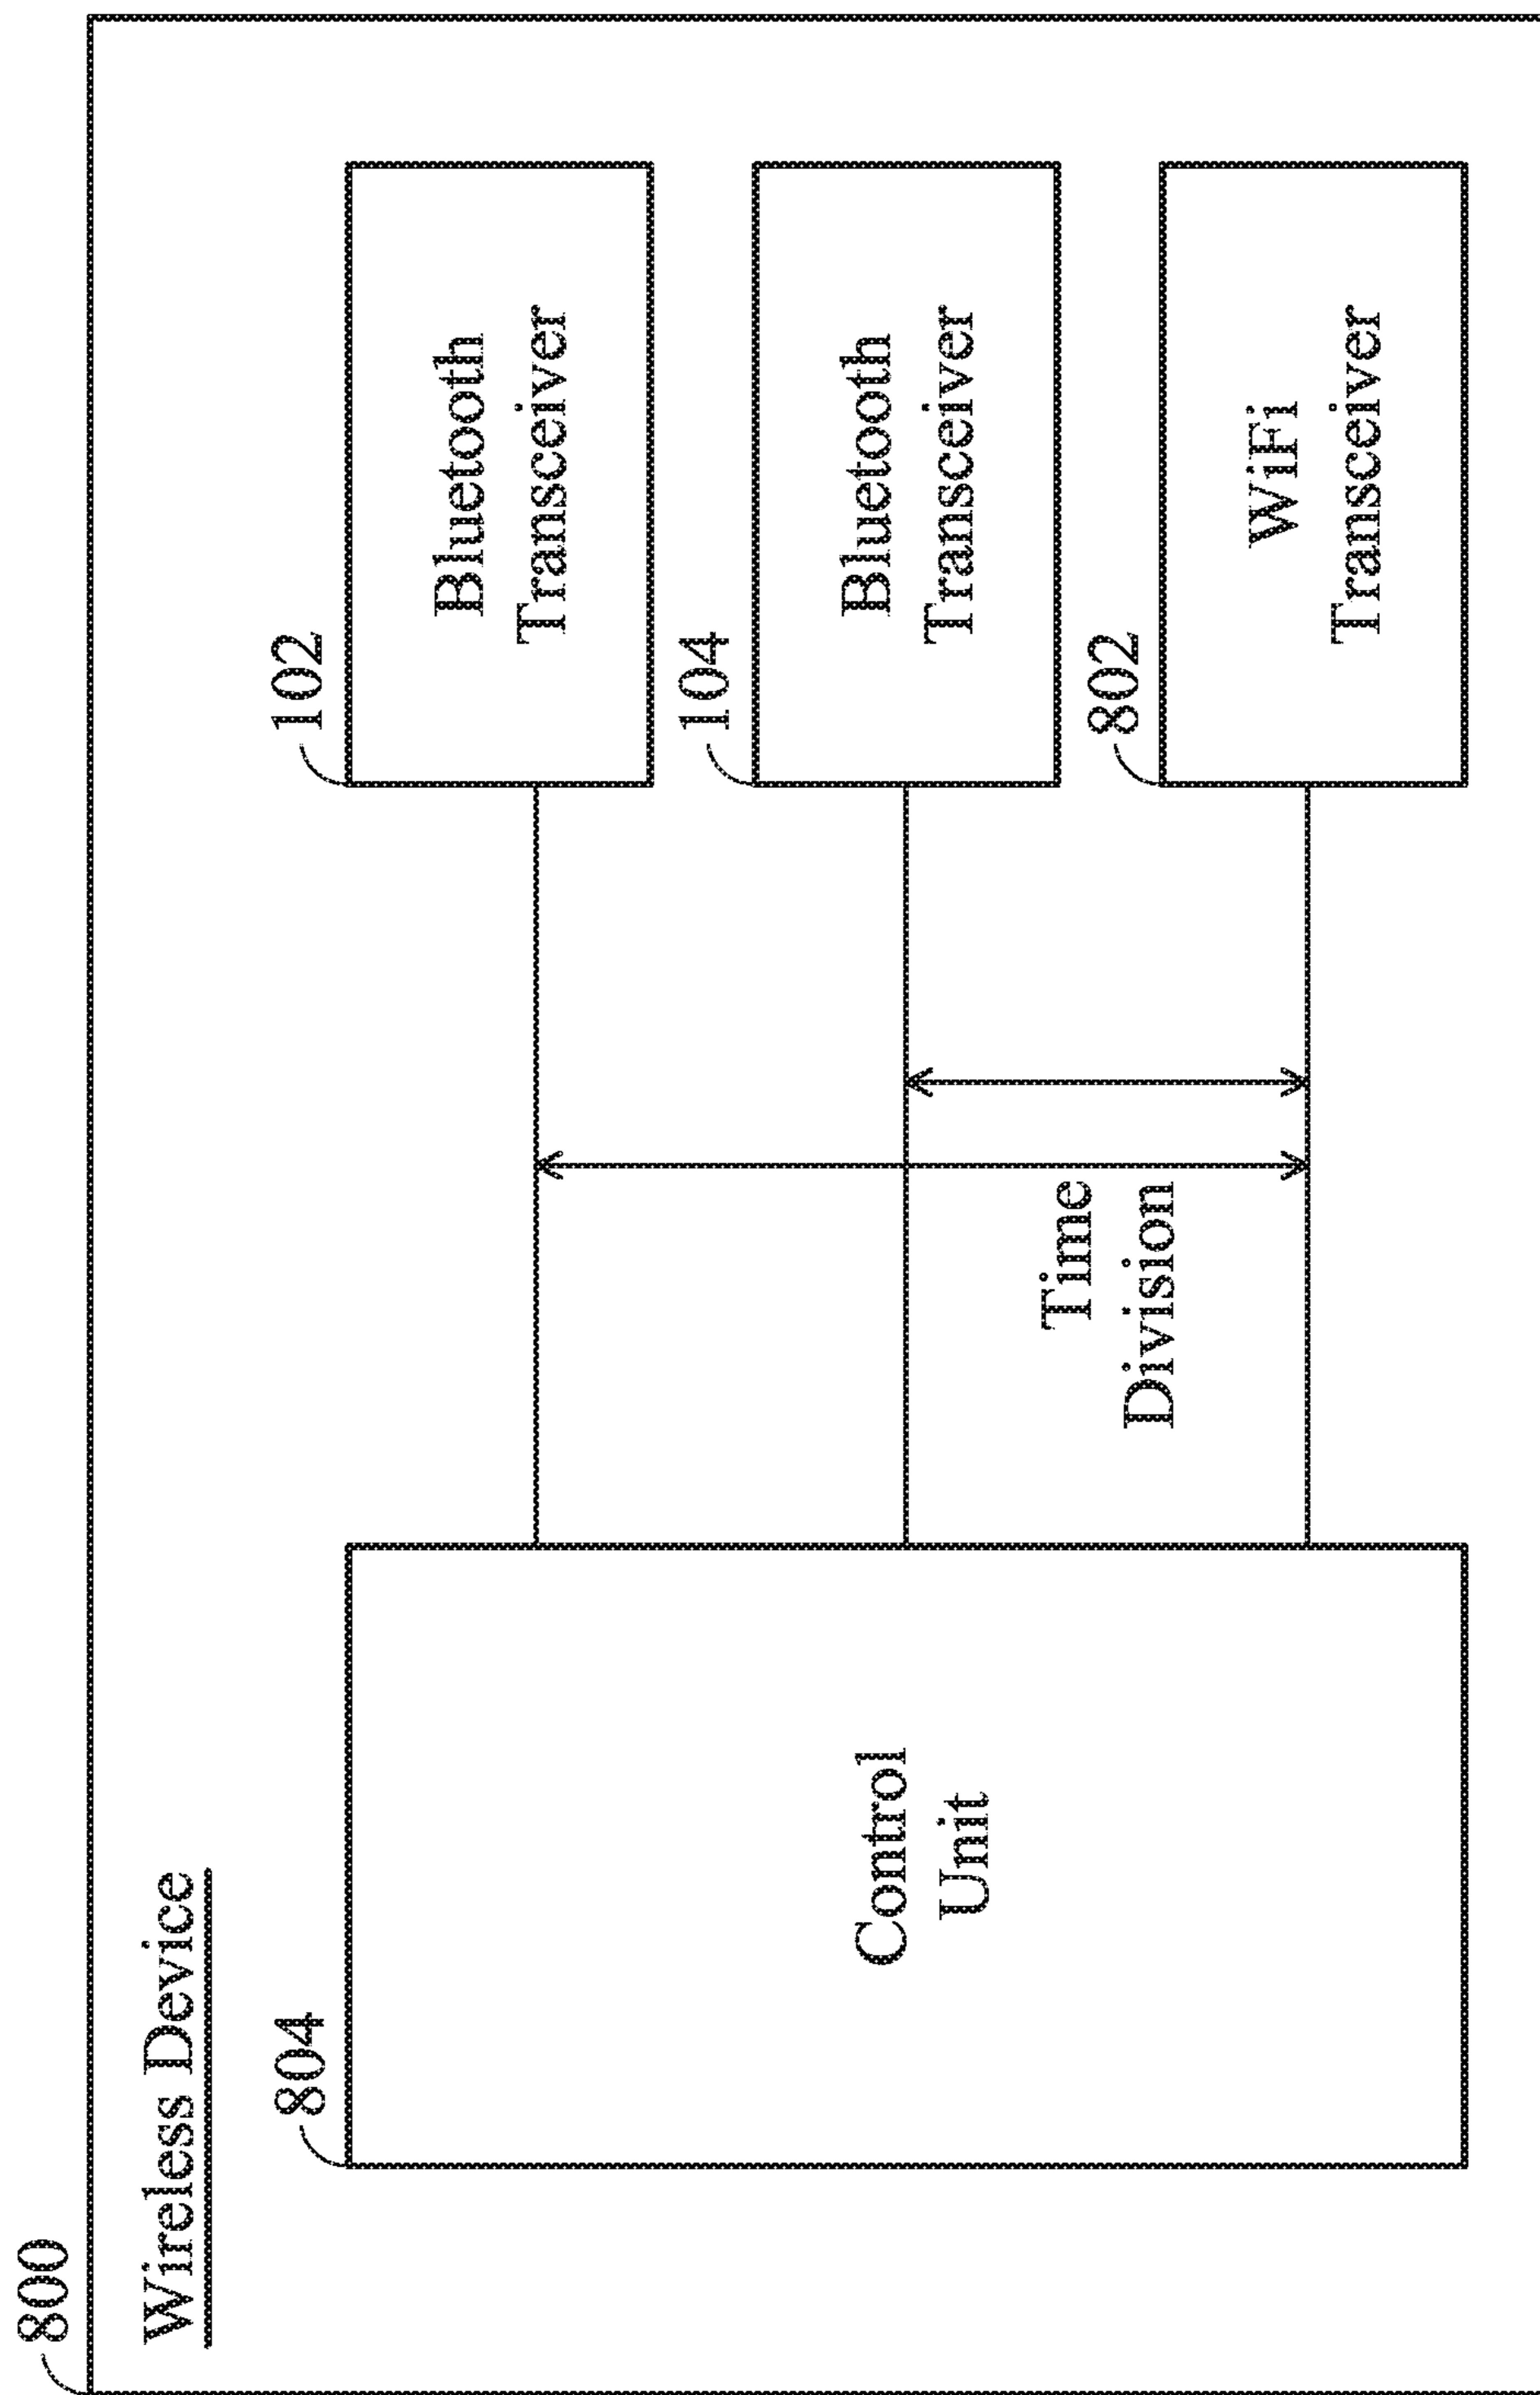 800
Wireless Device
804
Control
Unit
Time
Division
102
Bluetooth
Transceiver
104
Bluetooth
Transceiver
802
WiFi
Transceiver